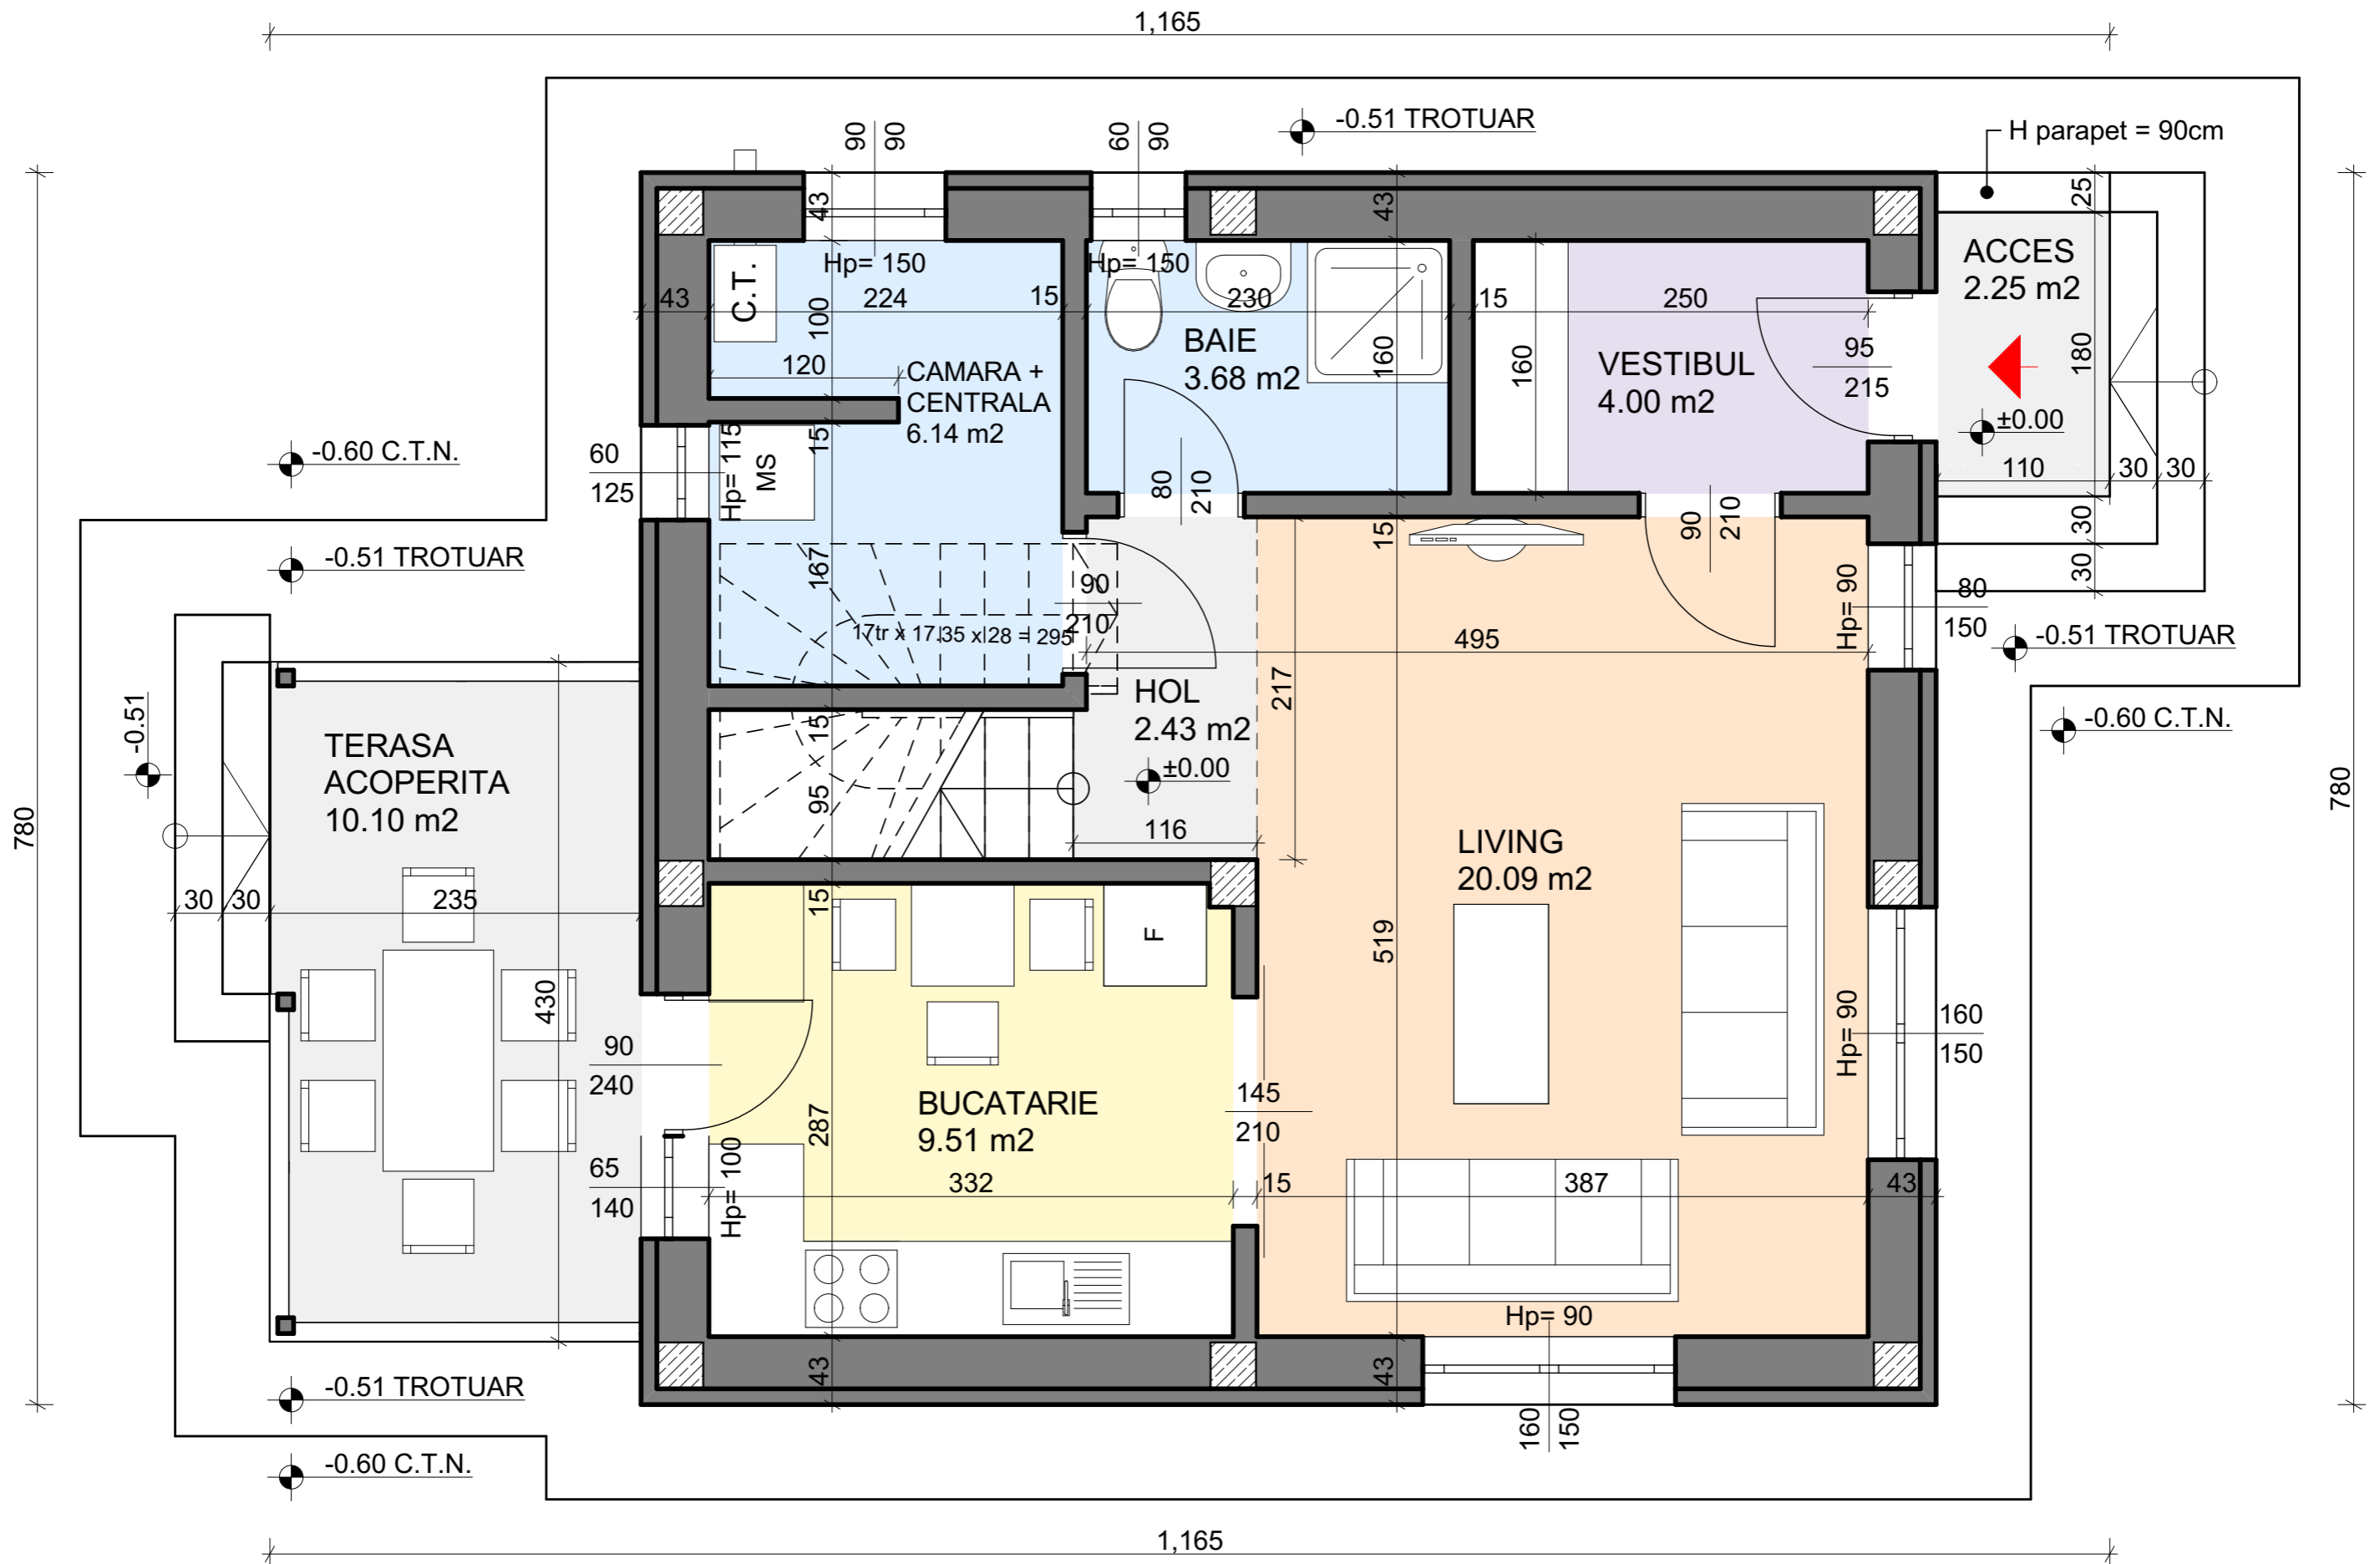 1,165
-0.51 TROTUAR
H parapet = 90cm
90
90
60
90
43
43
25
Hp= 150
Hp= 150
C.T.
ACCES
2.25 m2
43
224
15
230
15
250
100
BAIE
3.68 m2
160
160
VESTIBUL
4.00 m2
95
215
180
120
CAMARA +
CENTRALA
6.14 m2
±0.00
-0.60 C.T.N.
60
125
Hp= 115
MS
15
80
210
90
210
15
110
30
30
30
30
-0.51 TROTUAR
167
90
210
17tr x 17.35 x 28 = 295
Hp= 90
80
150
-0.51 TROTUAR
495
217
HOL
2.43 m2
±0.00
-0.51
-0.60 C.T.N.
TERASA
ACOPERITA
10.10 m2
15
95
116
780
780
LIVING
20.09 m2
30
30
235
15
F
519
430
90
240
Hp= 90
160
150
BUCATARIE
9.51 m2
287
145
210
65
140
Hp= 100
332
15
387
43
Hp= 90
43
43
-0.51 TROTUAR
160
150
-0.60 C.T.N.
1,165